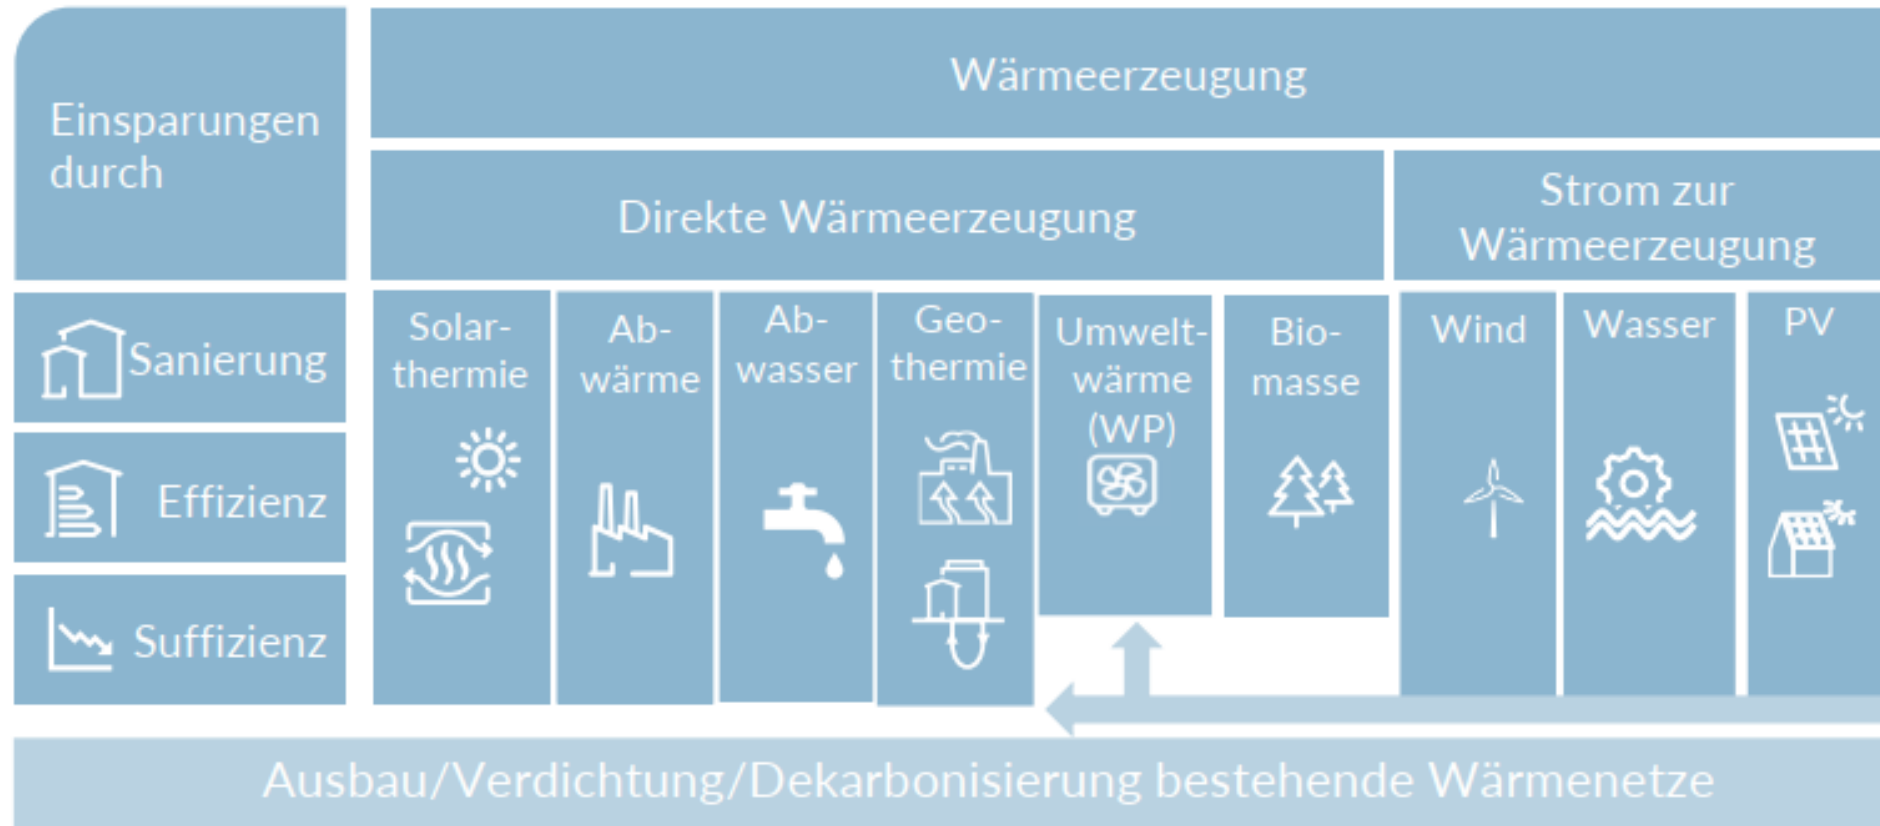 Einsparungen
durch
Wärmeerzeugung
Direkte Wärmeerzeugung
Strom zur
Wärmeerzeugung
Sanierung
Effizienz
Suffizienz
Solar-
thermie
Ab-
wärme
Ab-
wasser
Geo-
thermie
Umwelt-
wärme
(WP)
Bio-
masse
Wind
Wasser
PV
Ausbau/Verdichtung/Dekarbonisierung bestehende Wärmenetze